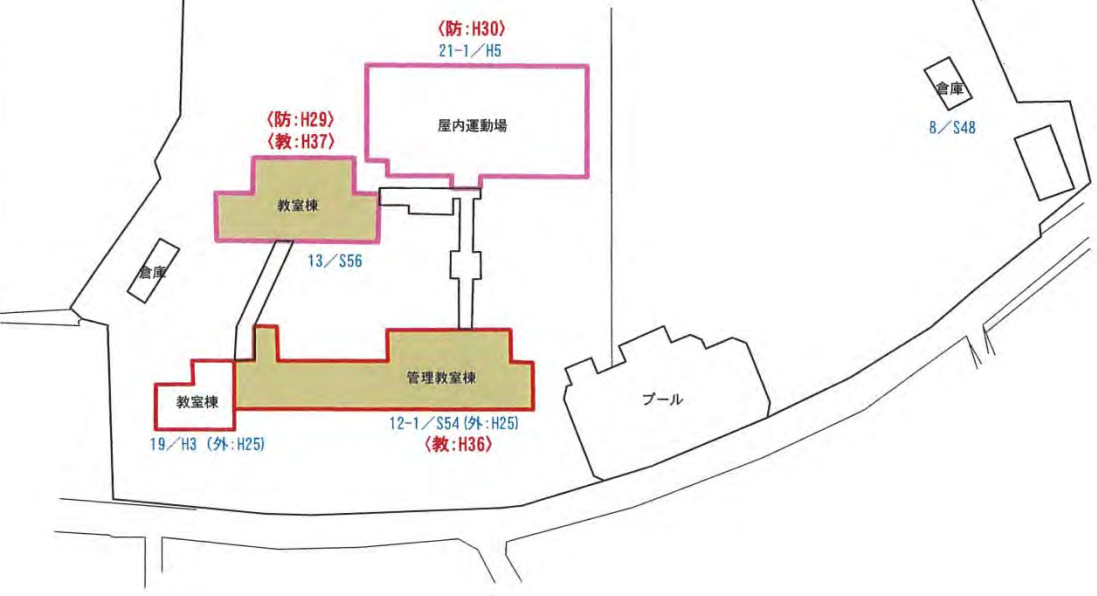 〈防:H30〉
21-1／H5
屋内運動場
倉庫
8／S48
〈防:H29〉
〈教:H37〉
教室棟
13／S56
倉庫
管理教室棟
12-1／S54(外:H25)
〈教:H36〉
教室棟
19／H3 (外:H25)
プール